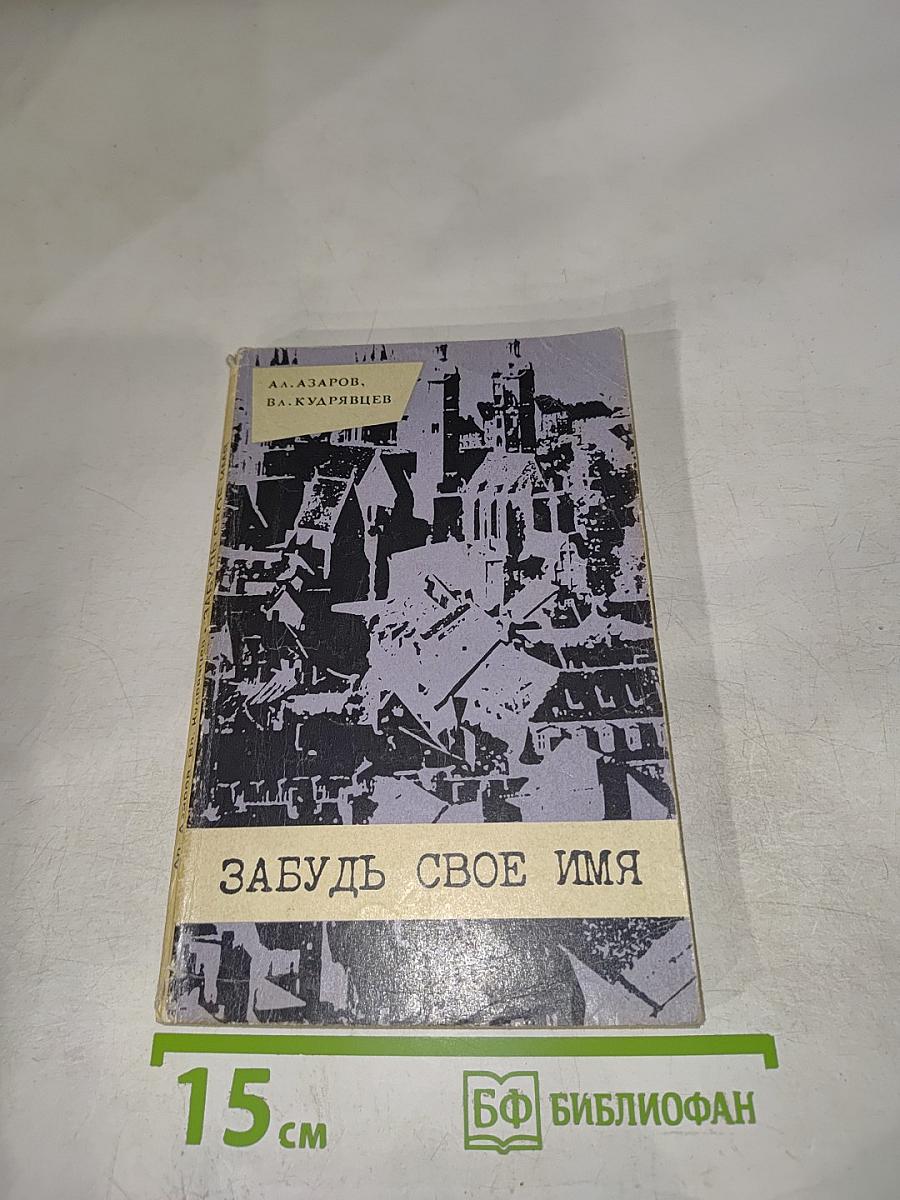 Ал. АЗАРОВ,
Вл. КУДРЯВЦЕВ
ЗАБУДЬ СВОЕ ИМЯ
15 см
БФ БИБЛИОФАН